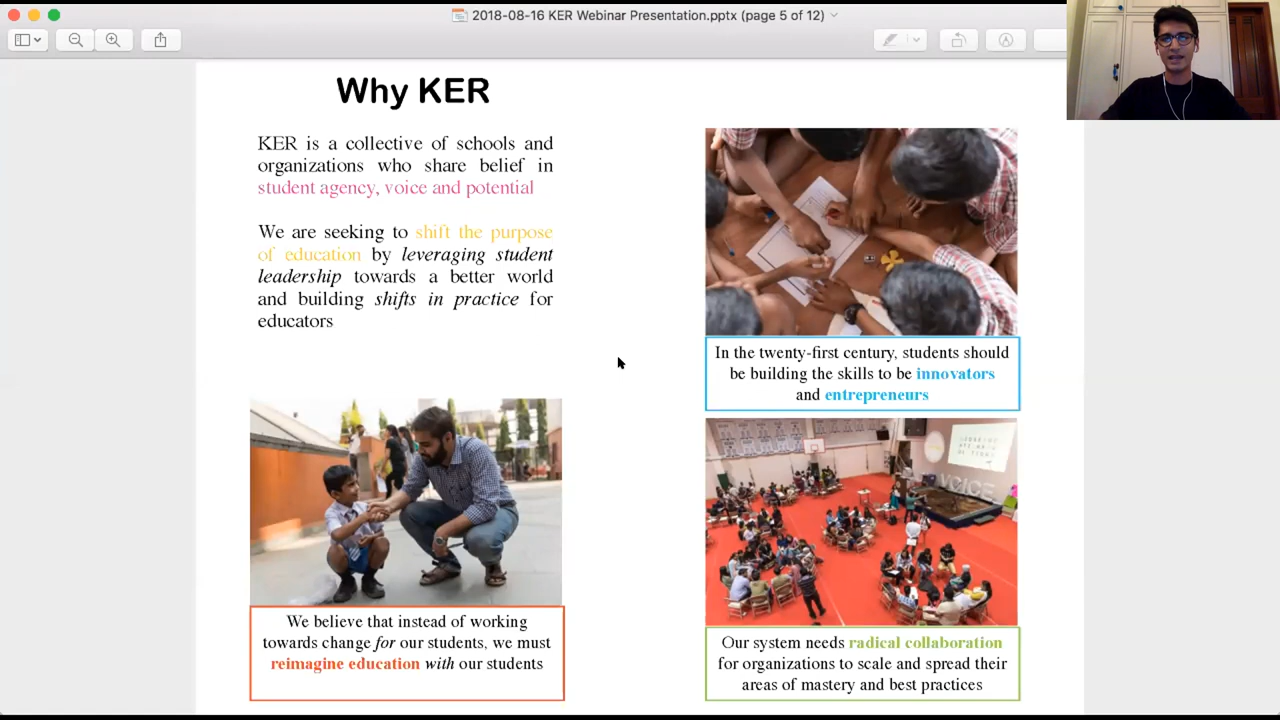 2018-08-16 KER Webinar Presentation.pptx (page 5 of 12)
Why KER
KER is a collective of schools and
organizations who share belief in
student agency, voice and potential
We are seeking to shift the purpose
of education by leveraging student
leadership towards a better world
and building shifts in practice for
educators
In the twenty-first century, students should
be building the skills to be innovators
and entrepreneurs
VOICE
We believe that instead of working
towards change for our students, we must
reimagine education with our students
Our system needs radical collaboration
for organizations to scale and spread their
areas of mastery and best practices